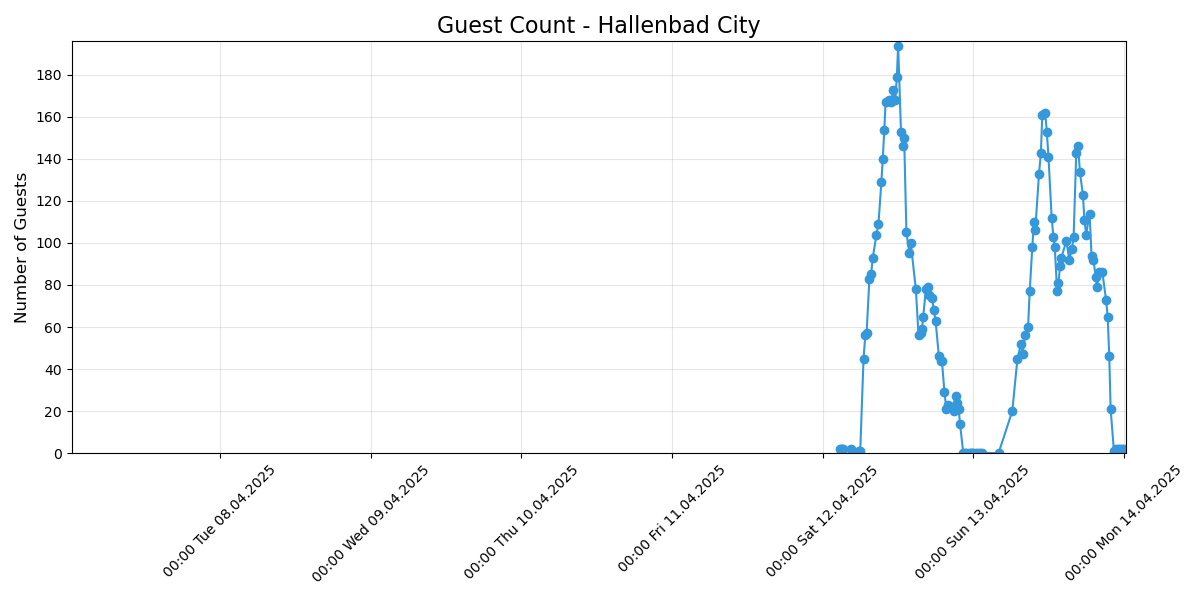 Guest Count - Hallenbad City
Number of Guests
180
160
140
120
100
80
60
40
20
0
00:00 Tue 08.04.2025
00:00 Wed 09.04.2025
00:00 Thu 10.04.2025
00:00 Fri 11.04.2025
00:00 Sat 12.04.2025
00:00 Sun 13.04.2025
00:00 Mon 14.04.2025